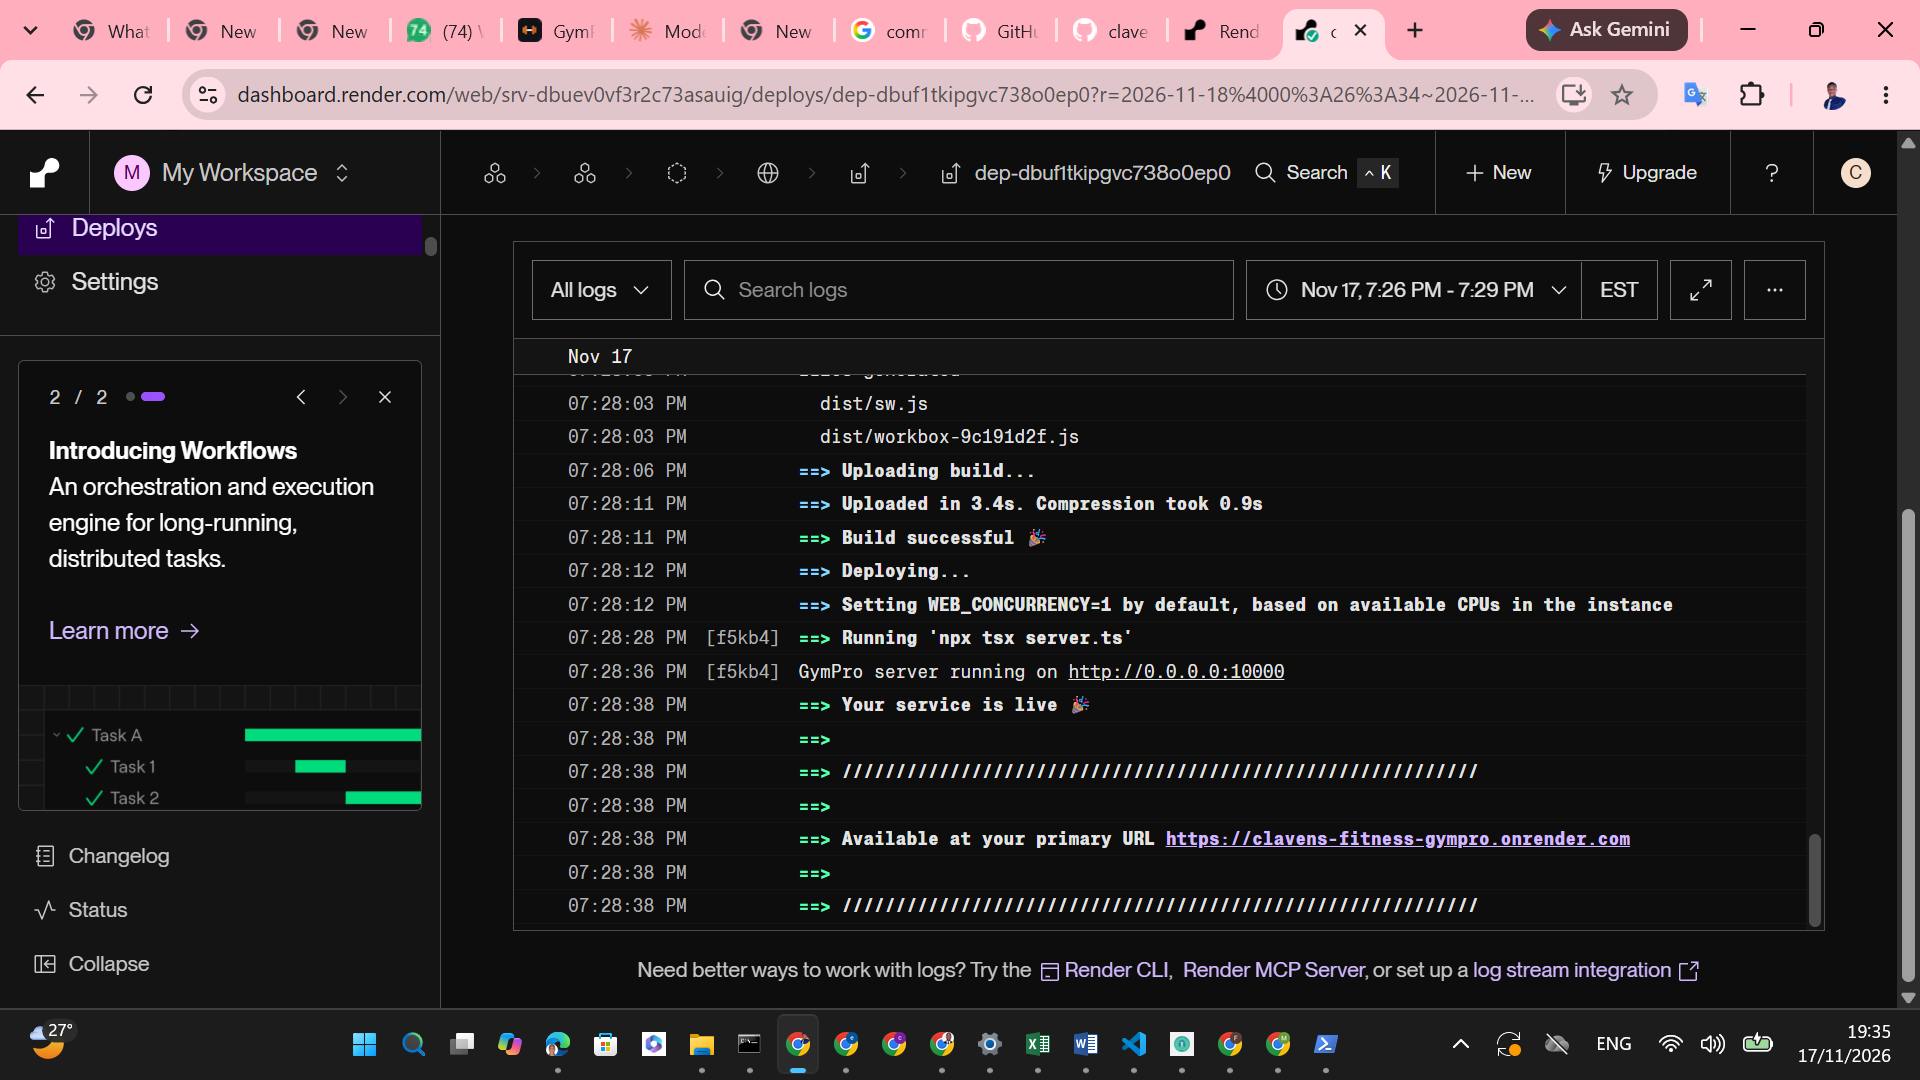 What
New
New
(74)
Gym
Mod
New
comr
GitHu
clave
Rend
Ask Gemini
dashboard.render.com/web/srv-dbuev0vf3r2c73asauig/deploys/dep-dbuf1tkipgvc738o0ep0?r=2026-11-18%4000%3A26%3A34~2026-11-...
M My Workspace
dep-dbuf1tkipgvc738o0ep0
Search ^ K
+ New
Upgrade
?
C
Deploys
Settings
2 / 2
Introducing Workflows
An orchestration and execution
engine for long-running,
distributed tasks.
Learn more →
Task A
Task 1
Task 2
Changelog
Status
Collapse
All logs
Search logs
Nov 17, 7:26 PM - 7:29 PM
EST
...
Nov 17
07:28:03 PM dist/sw.js
07:28:03 PM dist/workbox-9c191d2f.js
07:28:06 PM ==> Uploading build...
07:28:11 PM ==> Uploaded in 3.4s. Compression took 0.9s
07:28:11 PM ==> Build successful 🎉
07:28:12 PM ==> Deploying...
07:28:12 PM ==> Setting WEB_CONCURRENCY=1 by default, based on available CPUs in the instance
07:28:28 PM [f5kb4] ==> Running 'npx tsx server.ts'
07:28:36 PM [f5kb4] GymPro server running on http://0.0.0.0:10000
07:28:38 PM ==> Your service is live 🎉
07:28:38 PM ==>
07:28:38 PM ==> ///////////////////////////////////////////////////////////
07:28:38 PM ==>
07:28:38 PM ==> Available at your primary URL https://clavens-fitness-gympro.onrender.com
07:28:38 PM ==>
07:28:38 PM ==> ///////////////////////////////////////////////////////////
Need better ways to work with logs? Try the Render CLI, Render MCP Server, or set up a log stream integration
27°
ENG
19:35
17/11/2026